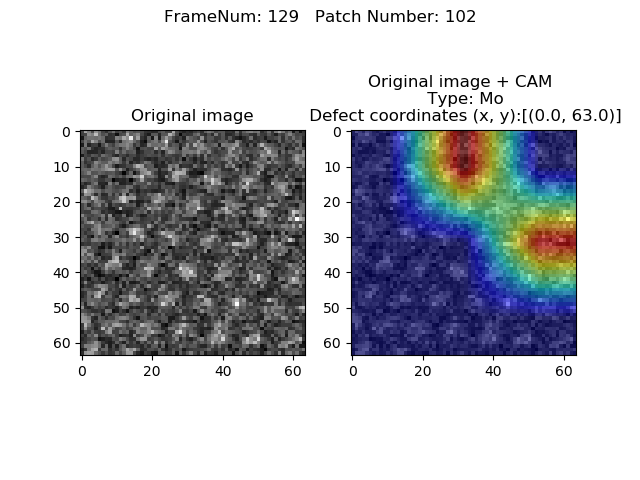 FrameNum: 129   Patch Number: 102
Original image
Original image + CAM
Type: Mo
Defect coordinates (x, y):[(0.0, 63.0)]
0
10
20
30
40
50
60
0 20 40 60
0
10
20
30
40
50
60
0 20 40 60